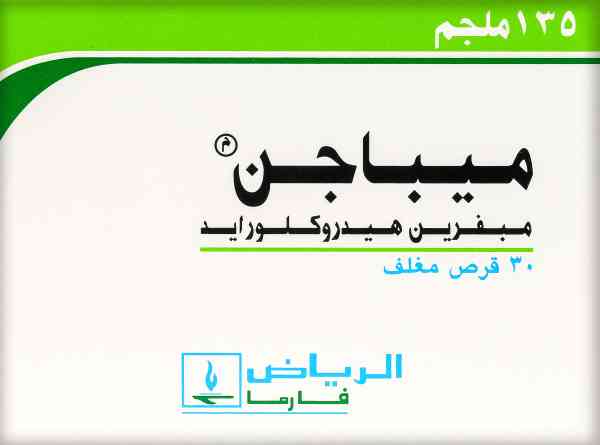 ١٣٥ ملجم
ميباجن م
مبفرين هيدروكلورايد
٣٠ قرص مغلف
الرياض
فارما